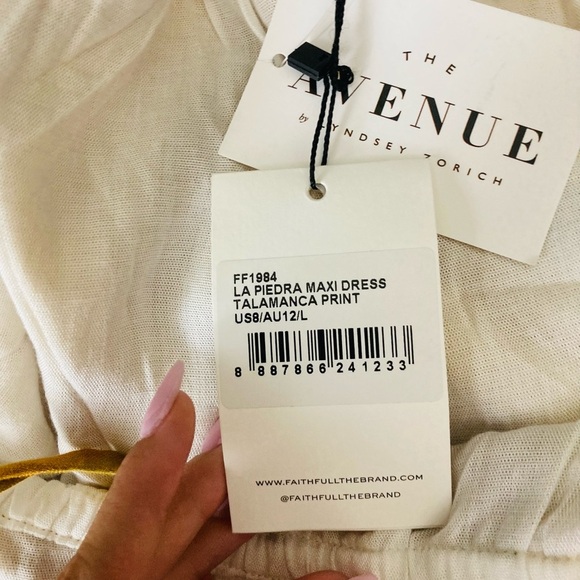 THE
AVENUE
by LYNDSEY ZORICH
FF1984
LA PIEDRA MAXI DRESS
TALAMANCA PRINT
US8/AU12/L
8 887866 241233
WWW.FAITHFULLTHEBRAND.COM
@FAITHFULLTHEBRAND